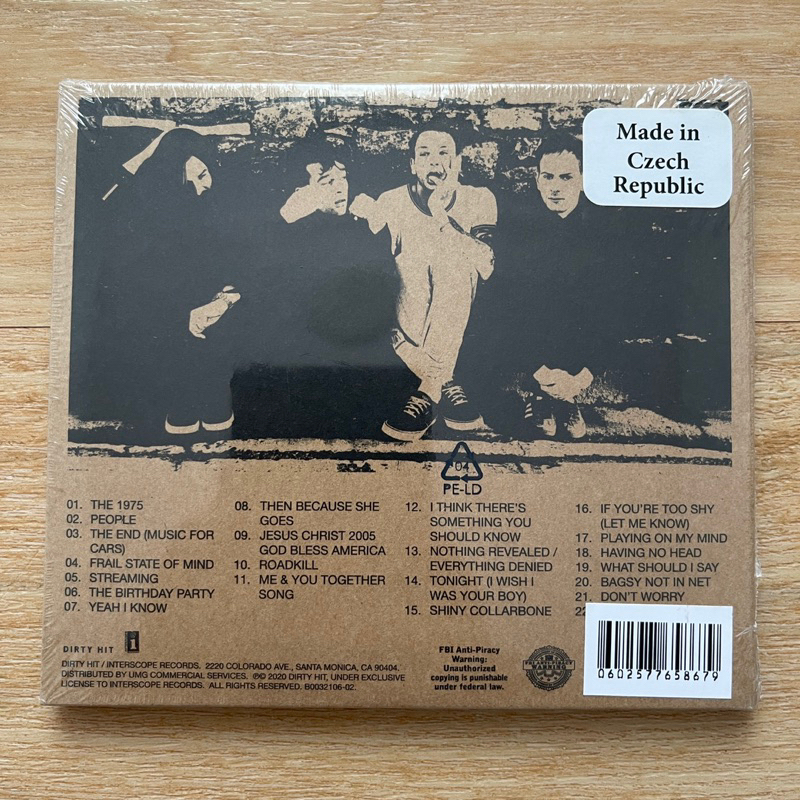 Made in
Czech
Republic
04
PE-LD
01. THE 1975
02. PEOPLE
03. THE END (MUSIC FOR
CARS)
04. FRAIL STATE OF MIND
05. STREAMING
06. THE BIRTHDAY PARTY
07. YEAH I KNOW
08. THEN BECAUSE SHE
GOES
09. JESUS CHRIST 2005
GOD BLESS AMERICA
10. ROADKILL
11. ME & YOU TOGETHER
SONG
12. I THINK THERE'S
SOMETHING YOU
SHOULD KNOW
13. NOTHING REVEALED /
EVERYTHING DENIED
14. TONIGHT (I WISH I
WAS YOUR BOY)
15. SHINY COLLARBONE
16. IF YOU'RE TOO SHY
(LET ME KNOW)
17. PLAYING ON MY MIND
18. HAVING NO HEAD
19. WHAT SHOULD I SAY
20. BAGSY NOT IN NET
21. DON'T WORRY
22
DIRTY HIT i
DIRTY HIT / INTERSCOPE RECORDS. 2220 COLORADO AVE., SANTA MONICA, CA 90404.
DISTRIBUTED BY UMG COMMERCIAL SERVICES. ℗© 2020 DIRTY HIT, UNDER EXCLUSIVE
LICENSE TO INTERSCOPE RECORDS. ALL RIGHTS RESERVED. B0032106-02.
FBI Anti-Piracy
Warning:
Unauthorized
copying is punishable
under federal law.
FBI ANTI-PIRACY
WARNING
0602577658679